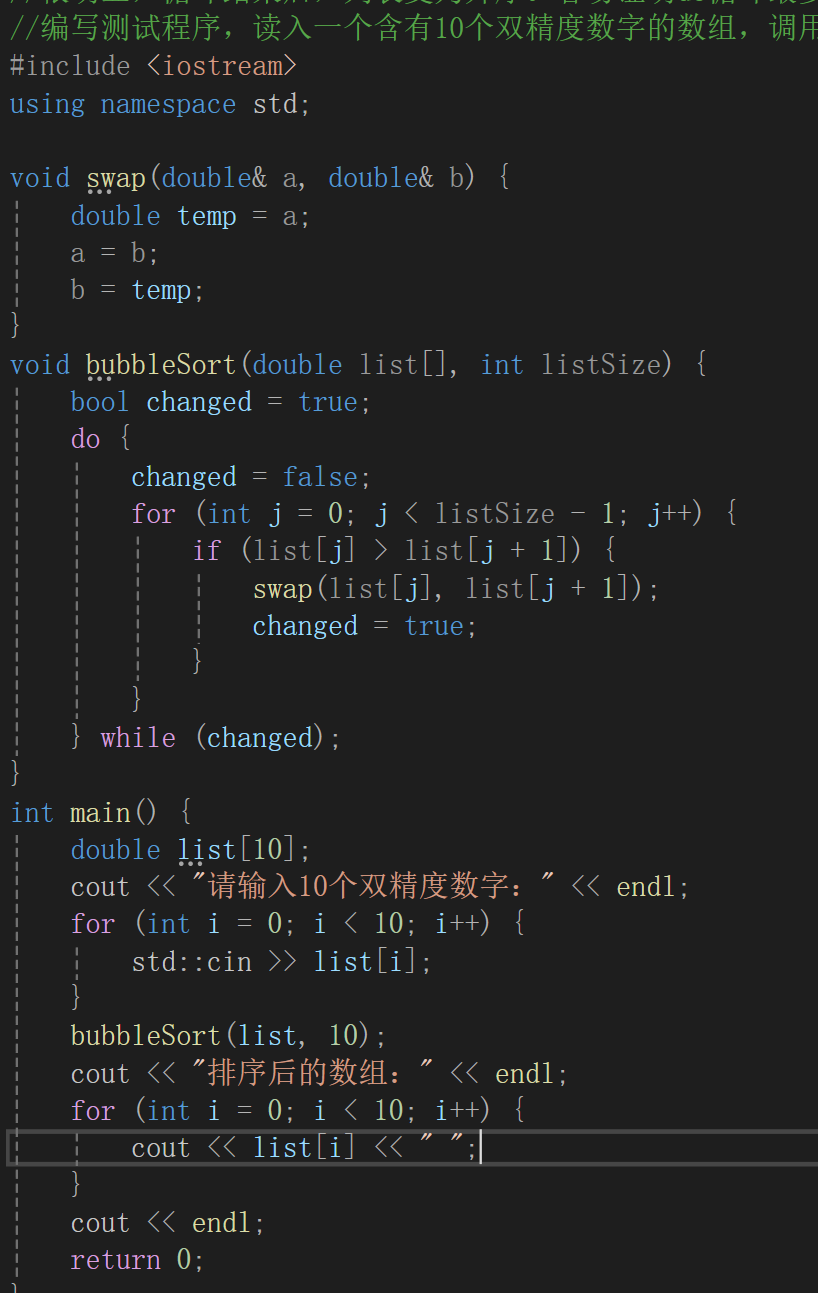 //编写测试程序，读入一个含有10个双精度数字的数组，调用
#include <iostream>
using namespace std;
void swap(double& a, double& b) {
double temp = a;
a = b;
b = temp;
}
void bubbleSort(double list[], int listSize) {
bool changed = true;
do {
changed = false;
for (int j = 0; j < listSize - 1; j++) {
if (list[j] > list[j + 1]) {
swap(list[j], list[j + 1]);
changed = true;
}
}
} while (changed);
}
int main() {
double list[10];
cout << "请输入10个双精度数字：" << endl;
for (int i = 0; i < 10; i++) {
std::cin >> list[i];
}
bubbleSort(list, 10);
cout << "排序后的数组：" << endl;
for (int i = 0; i < 10; i++) {
cout << list[i] << " ";
}
cout << endl;
return 0;